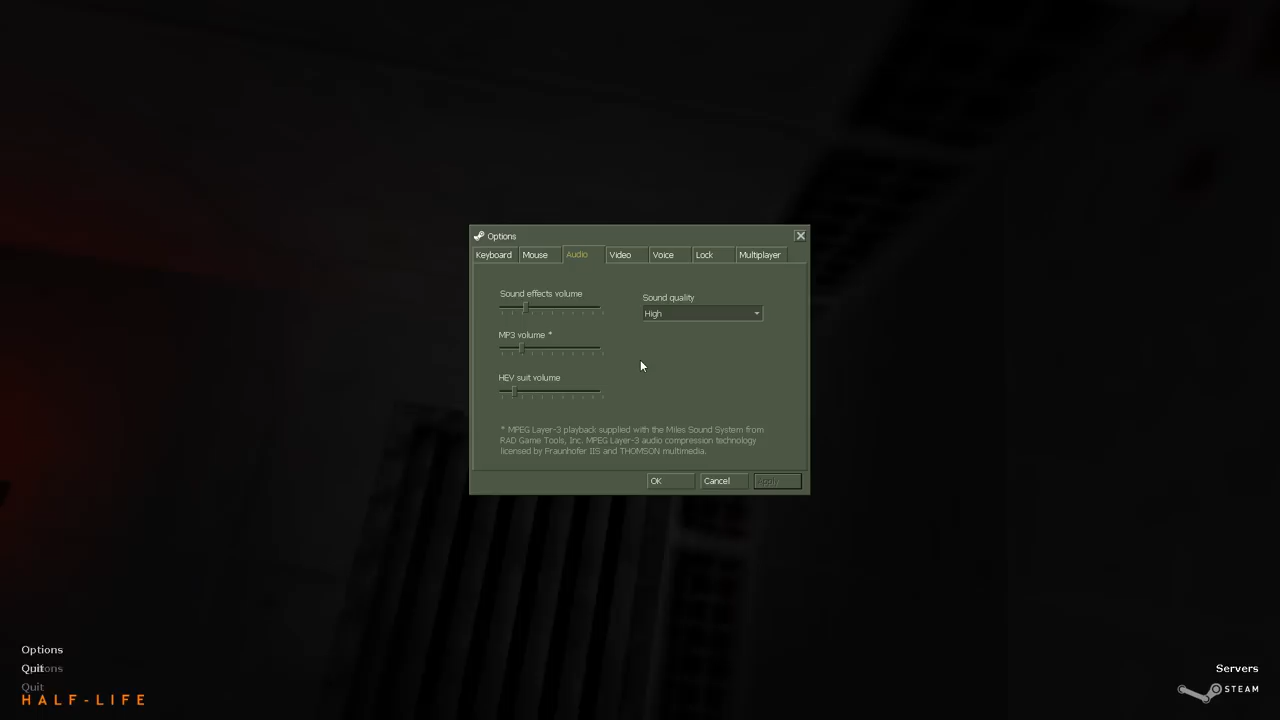 Options
Keyboard Mouse Audio Video Voice Lock Multiplayer
Sound effects volume
Sound quality
High
MP3 volume *
HEV suit volume
* MPEG Layer-3 playback supplied with the Miles Sound System from
RAD Game Tools, Inc. MPEG Layer-3 audio compression technology
licensed by Fraunhofer IIS and THOMSON multimedia.
OK Cancel Apply
Options
Quit
Options
Quit
HALF-LIFE
Servers
STEAM